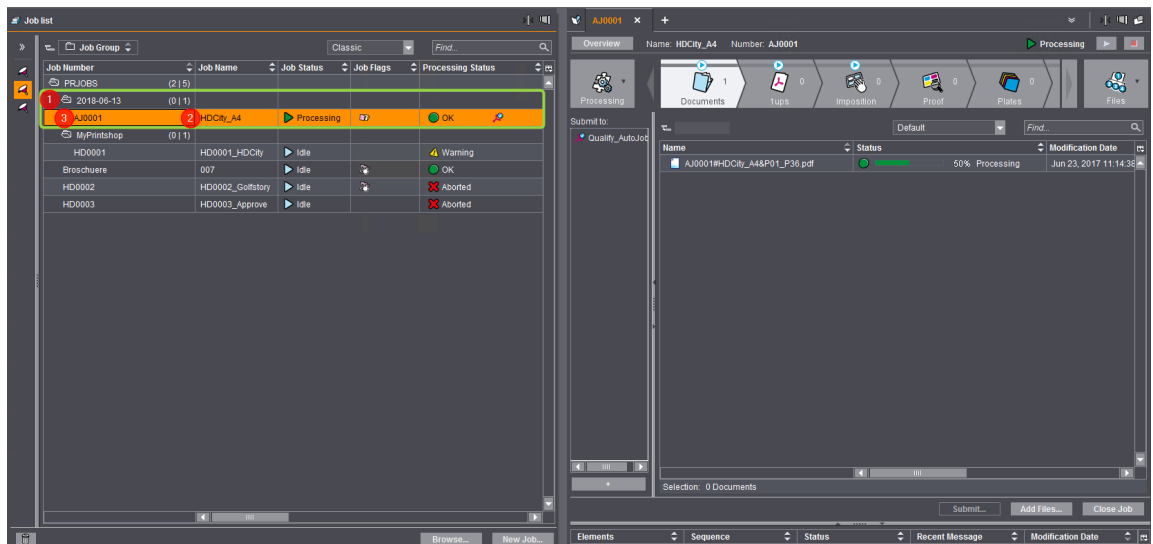 Job list
Job Group
Classic
Find...
Job Number Job Name Job Status Job Flags Processing Status
PRJOBS (2 | 5)
1 2018-06-13 (0 | 1)
3 AJ0001 2 HDCity_A4 Processing OK
MyPrintshop (0 | 1)
HD0001 HD0001_HDCity Idle Warning
Broschuere 007 Idle OK
HD0002 HD0002_Golfstory Idle Aborted
HD0003 HD0003_Approve Idle Aborted
Browse... New Job...
AJ0001
Overview Name: HDCity_A4 Number: AJ0001 Processing
Processing
1 0 0 0 0
Documents 1ups Imposition Proof Plates Files
Submit to:
Qualify_AutoJob
Default Find...
Name Status Modification Date
AJ0001#HDCity_A4&P01_P36.pdf 50% Processing Jun 23, 2017 11:14:38
+
Selection: 0 Documents
Submit... Add Files... Close Job
Elements Sequence Status Recent Message Modification Date